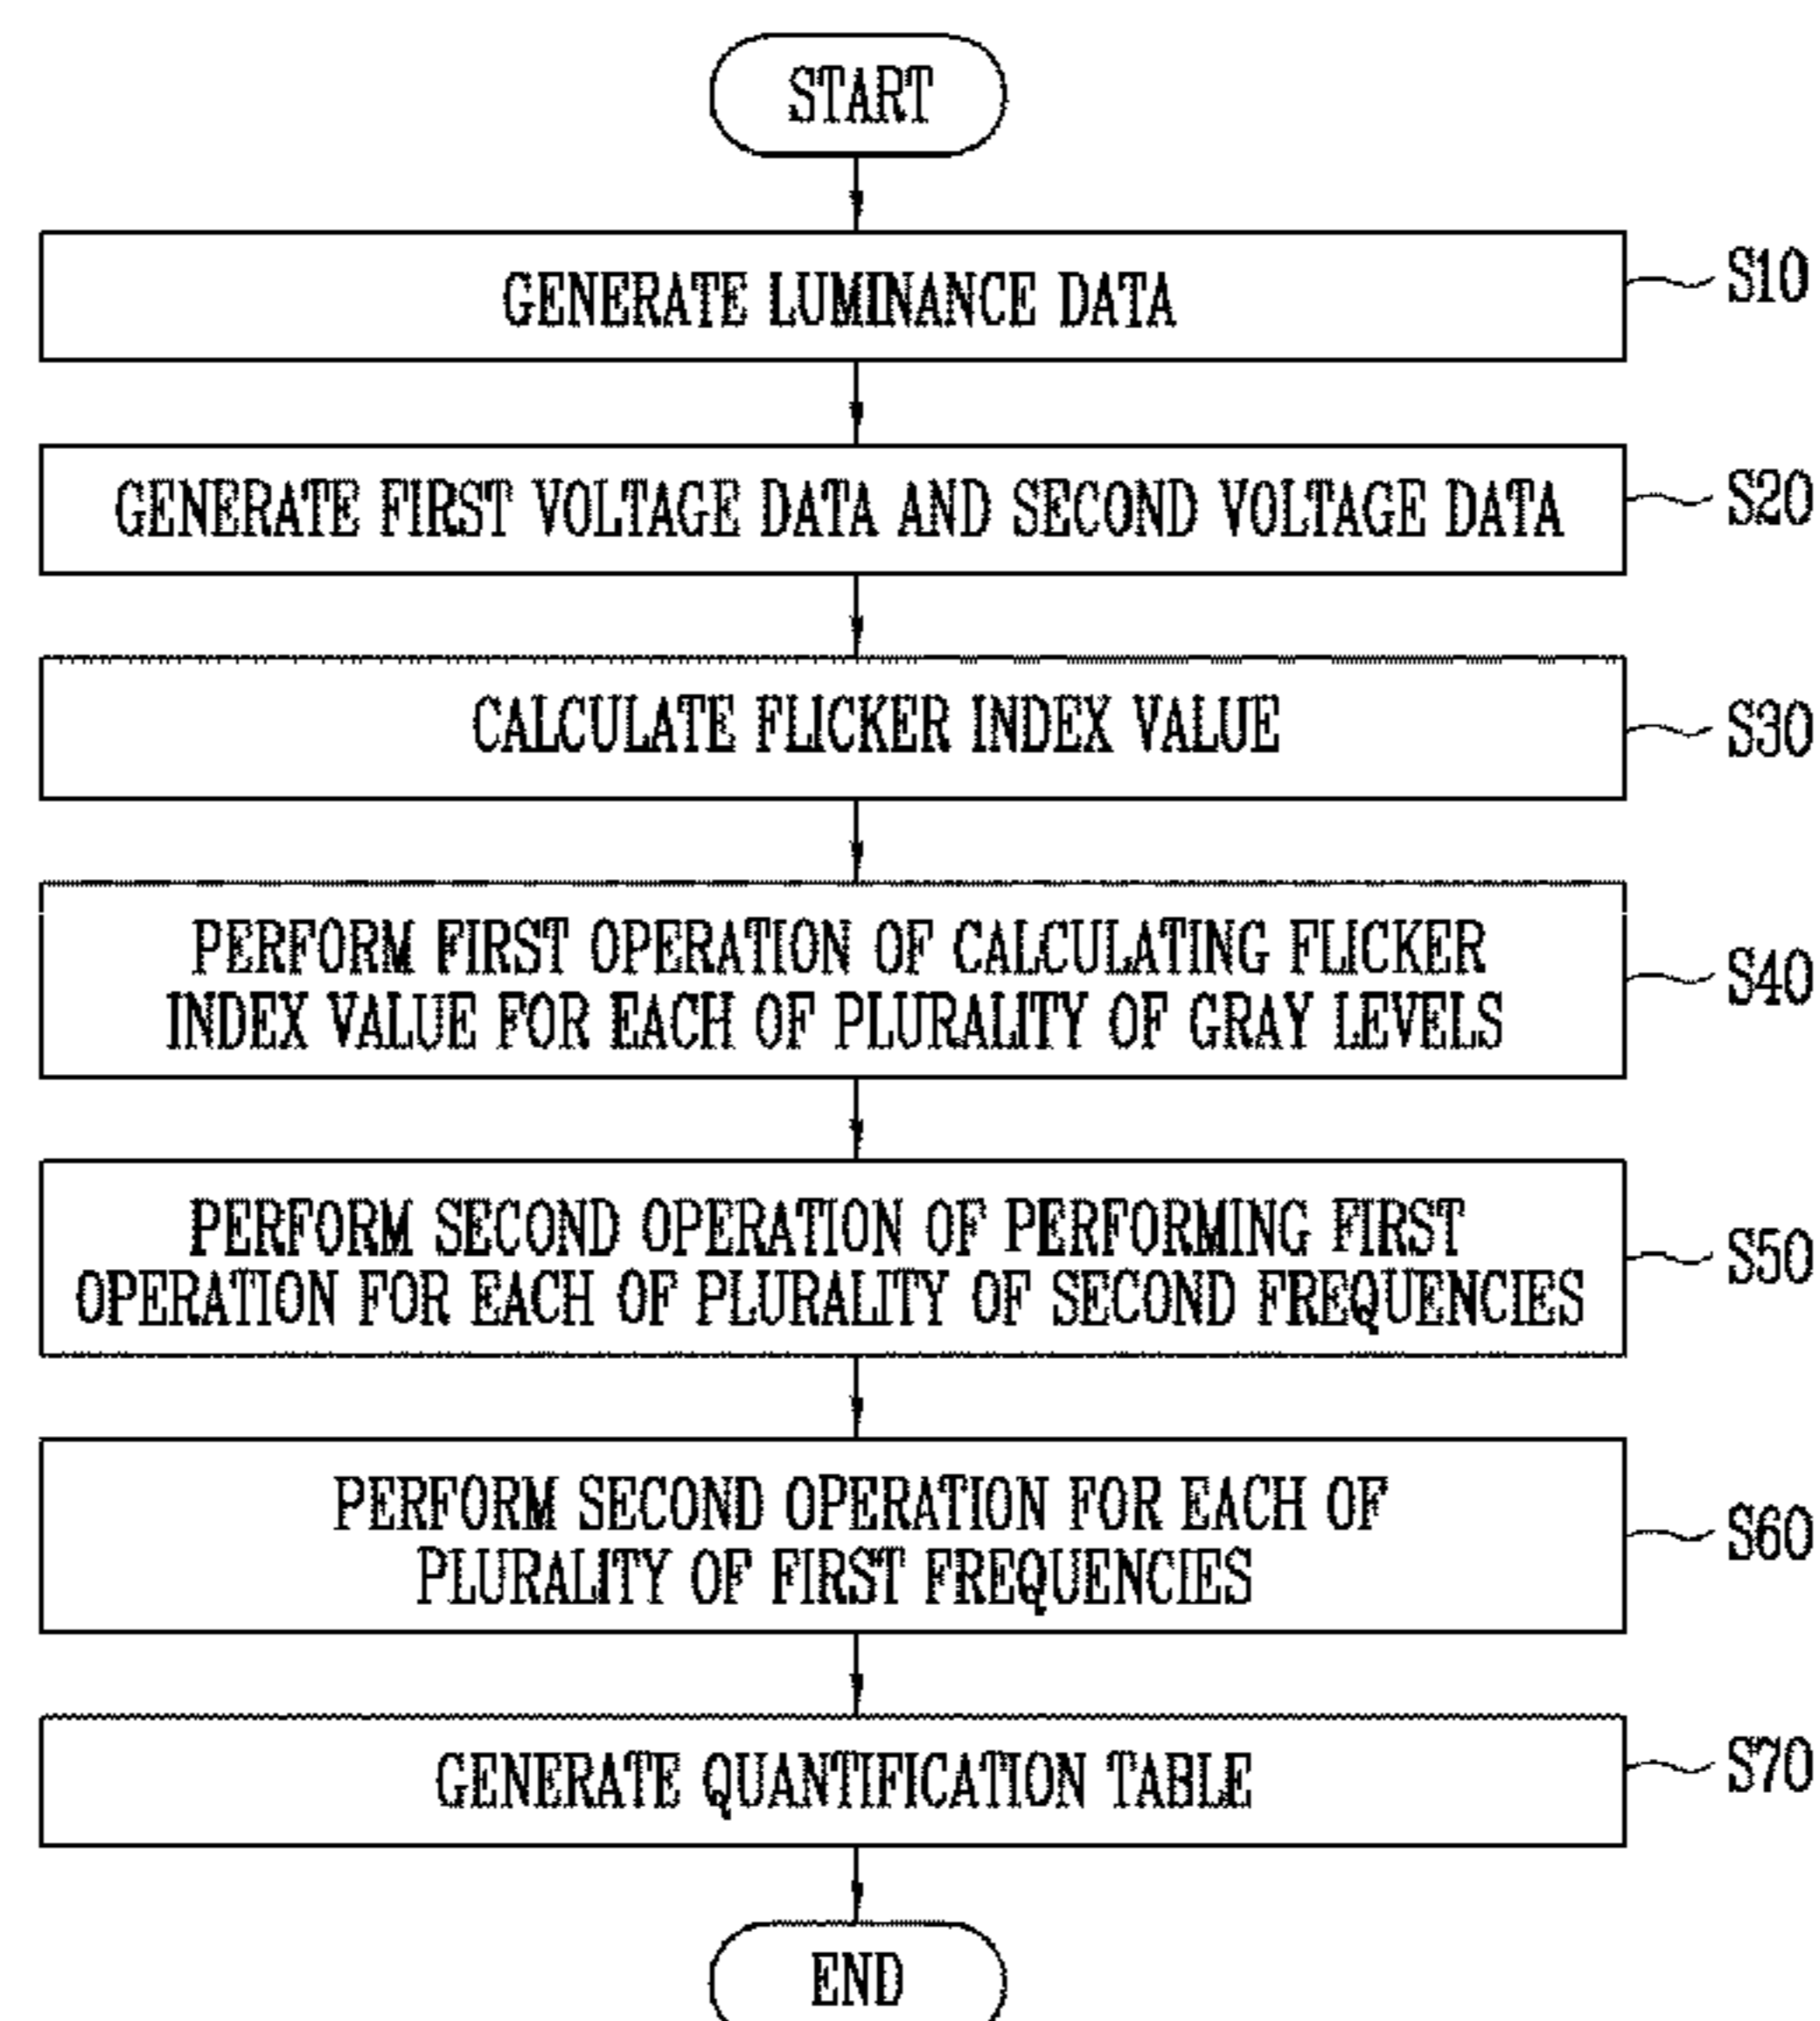 START
GENERATE LUMINANCE DATA
S10
GENERATE FIRST VOLTAGE DATA AND SECOND VOLTAGE DATA
S20
CALCULATE FLICKER INDEX VALUE
S30
PERFORM FIRST OPERATION OF CALCULATING FLICKER
INDEX VALUE FOR EACH OF PLURALITY OF GRAY LEVELS
S40
PERFORM SECOND OPERATION OF PERFORMING FIRST
OPERATION FOR EACH OF PLURALITY OF SECOND FREQUENCIES
S50
PERFORM SECOND OPERATION FOR EACH OF
PLURALITY OF FIRST FREQUENCIES
S60
GENERATE QUANTIFICATION TABLE
S70
END